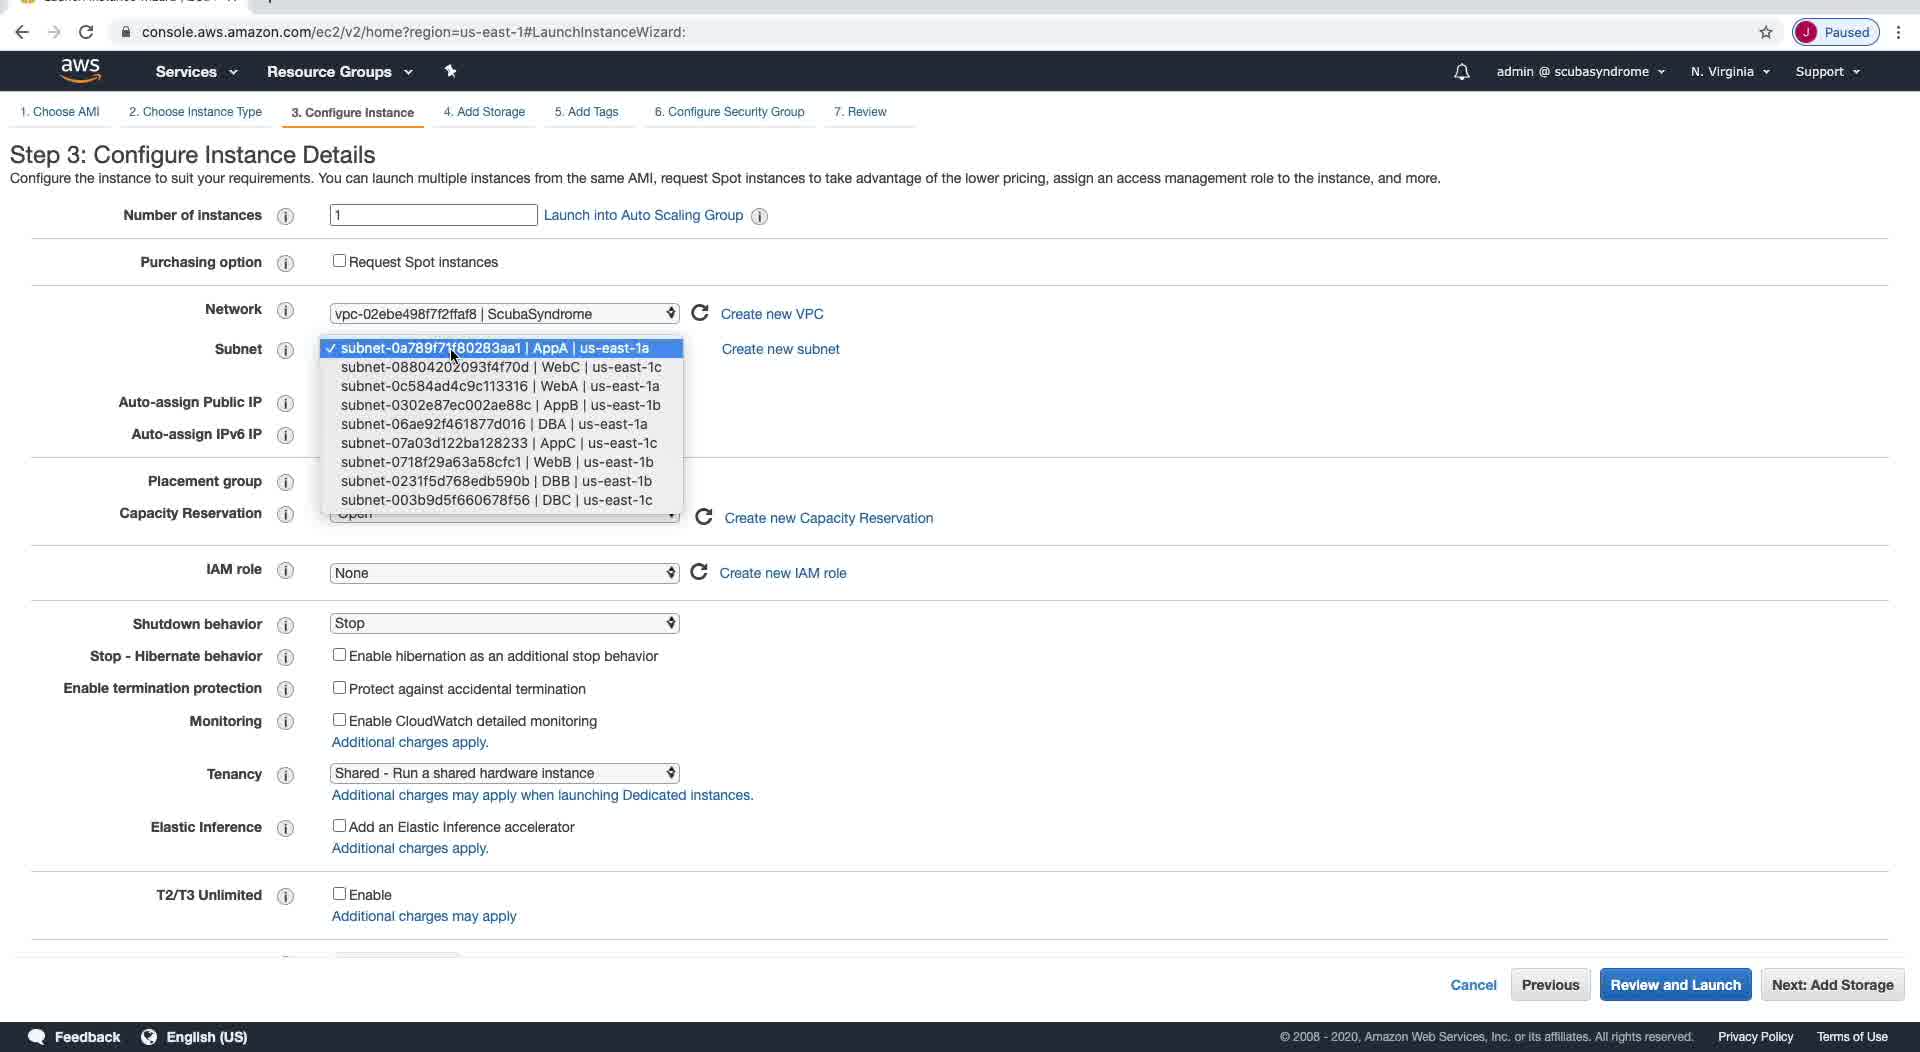 console.aws.amazon.com/ec2/v2/home?region=us-east-1#LaunchInstanceWizard:
J Paused
aws Services Resource Groups admin @ scubasyndrome N. Virginia Support
1. Choose AMI 2. Choose Instance Type 3. Configure Instance 4. Add Storage 5. Add Tags 6. Configure Security Group 7. Review
Step 3: Configure Instance Details
Configure the instance to suit your requirements. You can launch multiple instances from the same AMI, request Spot instances to take advantage of the lower pricing, assign an access management role to the instance, and more.
Number of instances i 1 Launch into Auto Scaling Group i
Purchasing option i Request Spot instances
Network i vpc-02ebe498f7f2ffaf8 | ScubaSyndrome Create new VPC
Subnet i ✓ subnet-0a789f71f80283aa1 | AppA | us-east-1a Create new subnet
subnet-08804202093f4f70d | WebC | us-east-1c
subnet-0c584ad4c9c113316 | WebA | us-east-1a
Auto-assign Public IP i subnet-0302e87ec002ae88c | AppB | us-east-1b
subnet-06ae92f461877d016 | DBA | us-east-1a
Auto-assign IPv6 IP i subnet-07a03d122ba128233 | AppC | us-east-1c
subnet-0718f29a63a58cfc1 | WebB | us-east-1b
Placement group i subnet-0231f5d768edb590b | DBB | us-east-1b
subnet-003b9d5f660678f56 | DBC | us-east-1c
Capacity Reservation i Open Create new Capacity Reservation
IAM role i None Create new IAM role
Shutdown behavior i Stop
Stop - Hibernate behavior i Enable hibernation as an additional stop behavior
Enable termination protection i Protect against accidental termination
Monitoring i Enable CloudWatch detailed monitoring
Additional charges apply.
Tenancy i Shared - Run a shared hardware instance
Additional charges may apply when launching Dedicated instances.
Elastic Inference i Add an Elastic Inference accelerator
Additional charges apply.
T2/T3 Unlimited i Enable
Additional charges may apply
Cancel Previous Review and Launch Next: Add Storage
Feedback English (US) © 2008 - 2020, Amazon Web Services, Inc. or its affiliates. All rights reserved. Privacy Policy Terms of Use